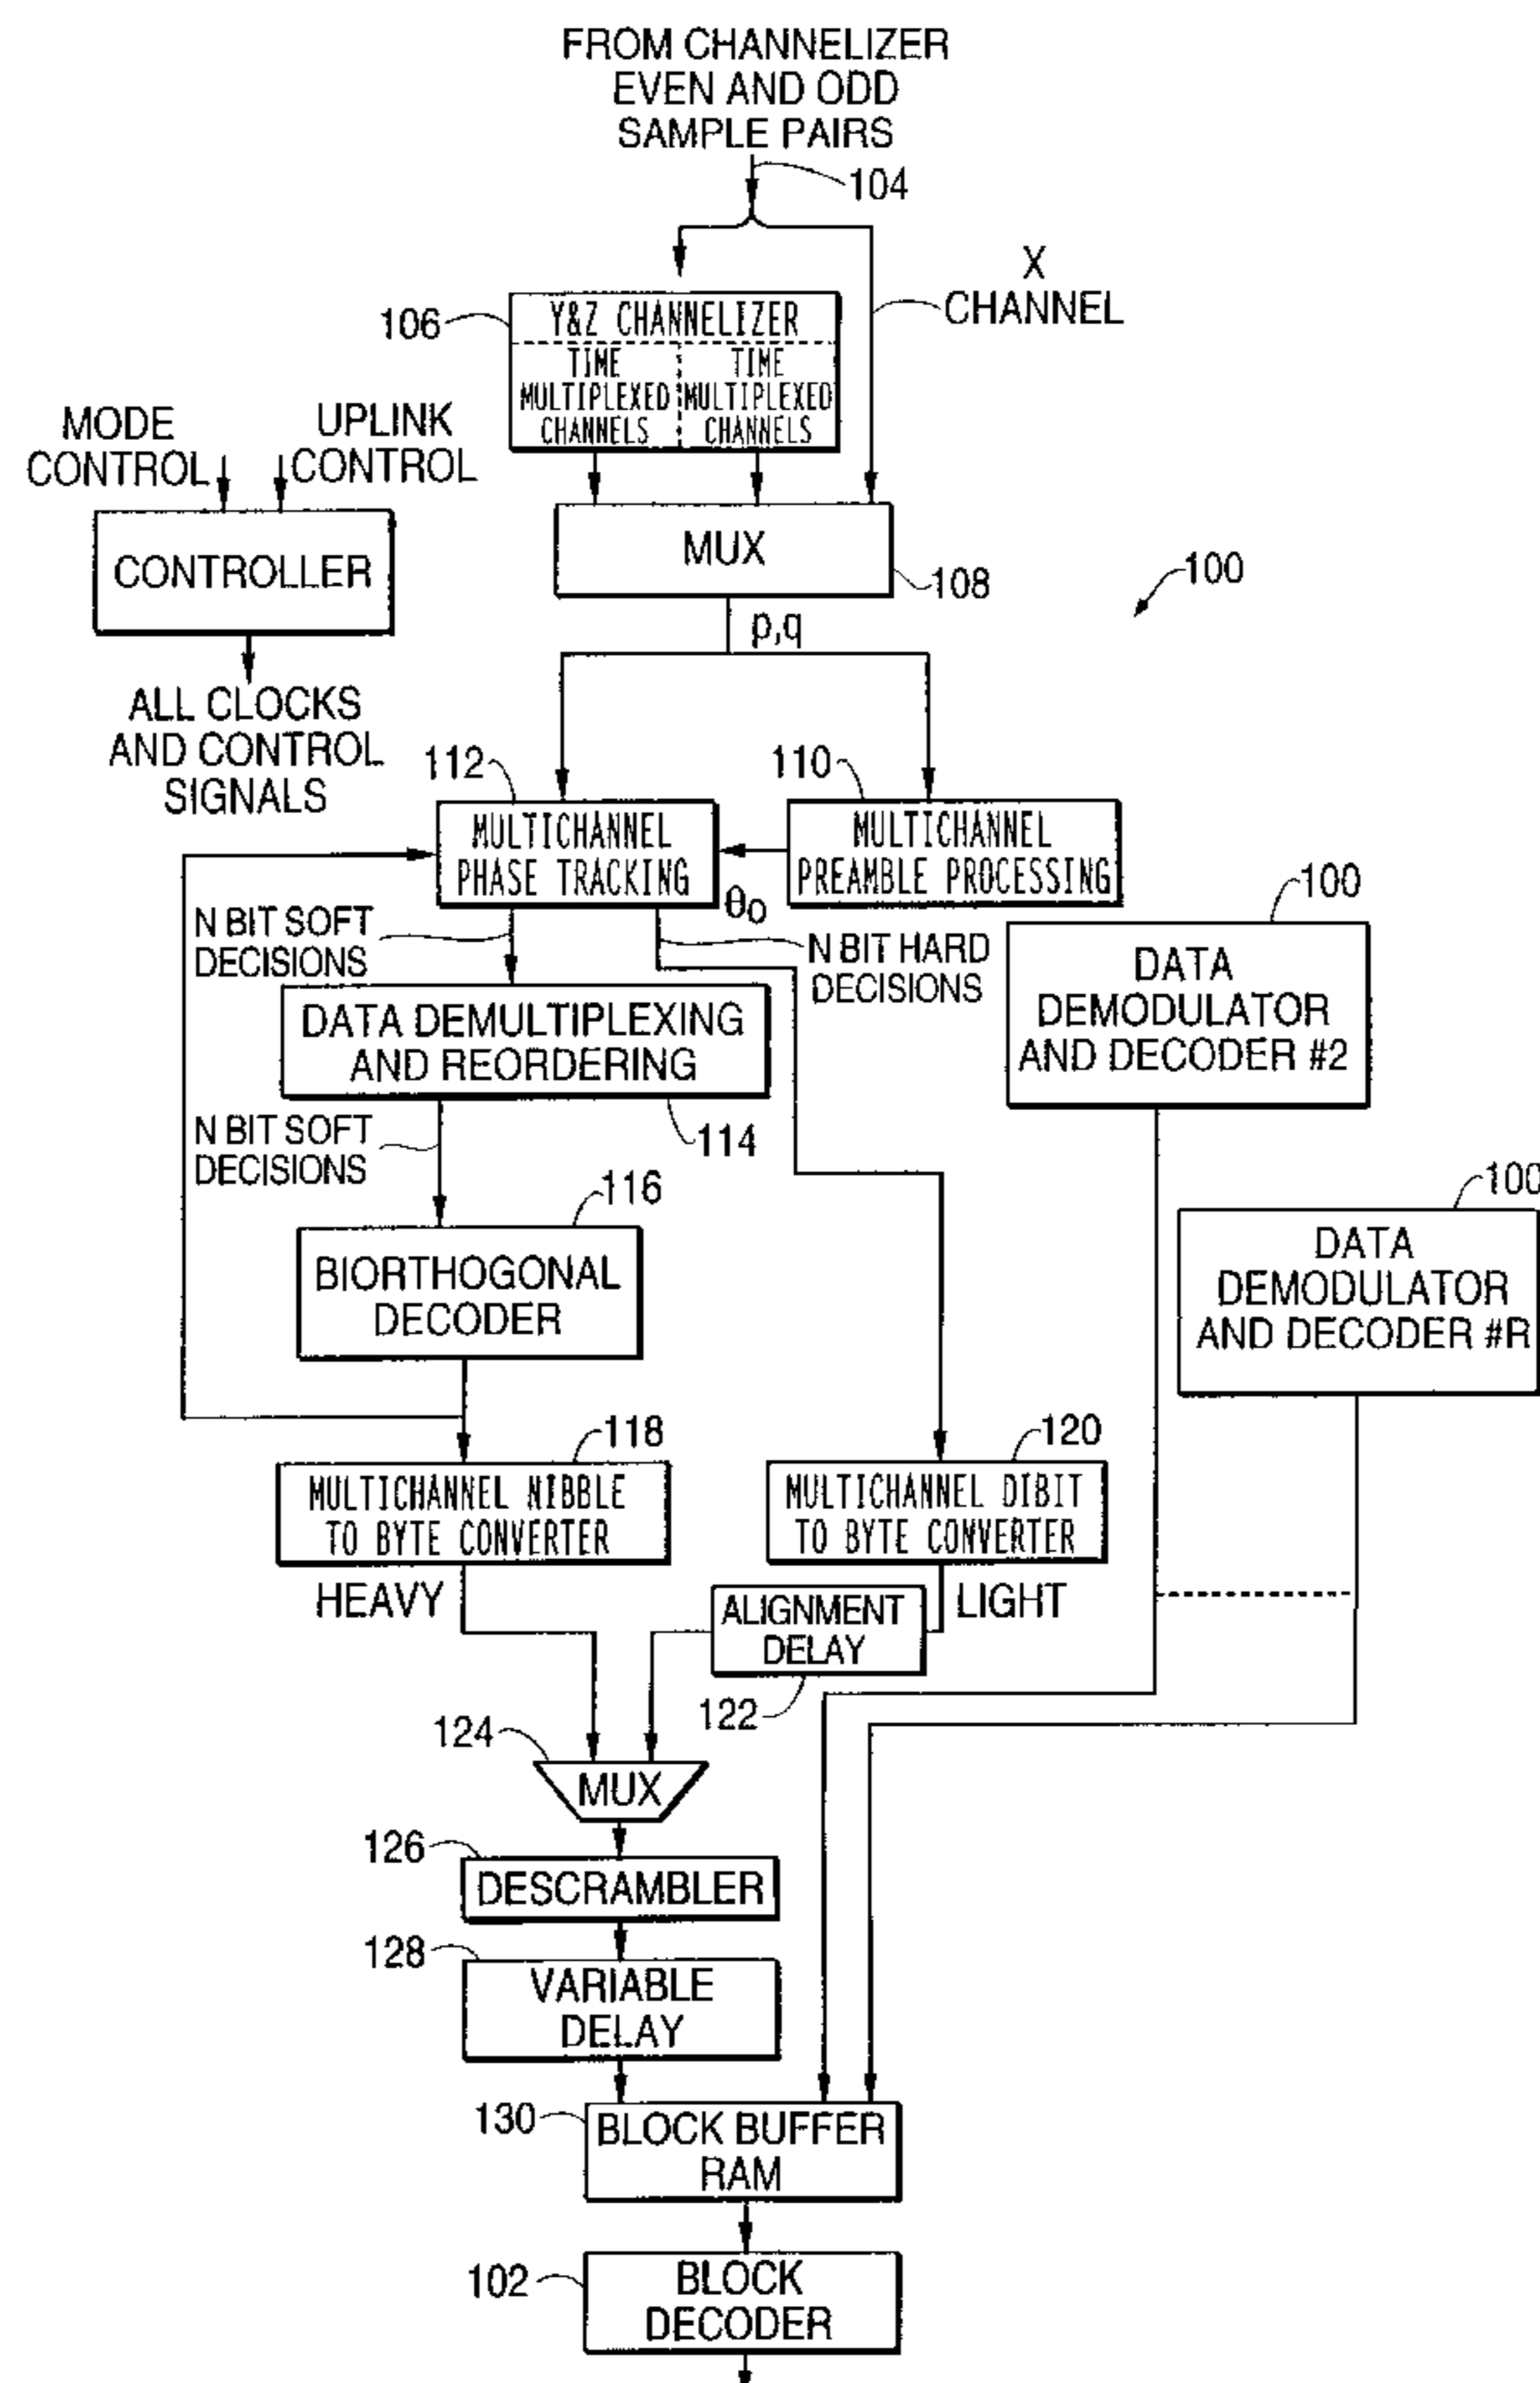 FROM CHANNELIZER
EVEN AND ODD
SAMPLE PAIRS
104
X
CHANNEL
106
Y&Z CHANNELIZER
TIME
MULTIPLEXED
CHANNELS
TIME
MULTIPLEXED
CHANNELS
MODE
CONTROL
UPLINK
CONTROL
CONTROLLER
ALL CLOCKS
AND CONTROL
SIGNALS
MUX
108
100
p,q
112
MULTICHANNEL
PHASE TRACKING
110
MULTICHANNEL
PREAMBLE PROCESSING
θ0
N BIT SOFT
DECISIONS
N BIT HARD
DECISIONS
100
DATA
DEMODULATOR
AND DECODER #2
DATA DEMULTIPLEXING
AND REORDERING
114
N BIT SOFT
DECISIONS
116
BIORTHOGONAL
DECODER
100
DATA
DEMODULATOR
AND DECODER #R
118
MULTICHANNEL NIBBLE
TO BYTE CONVERTER
120
MULTICHANNEL DIBIT
TO BYTE CONVERTER
HEAVY
LIGHT
ALIGNMENT
DELAY
122
124
MUX
126
DESCRAMBLER
128
VARIABLE
DELAY
130
BLOCK BUFFER
RAM
102
BLOCK
DECODER